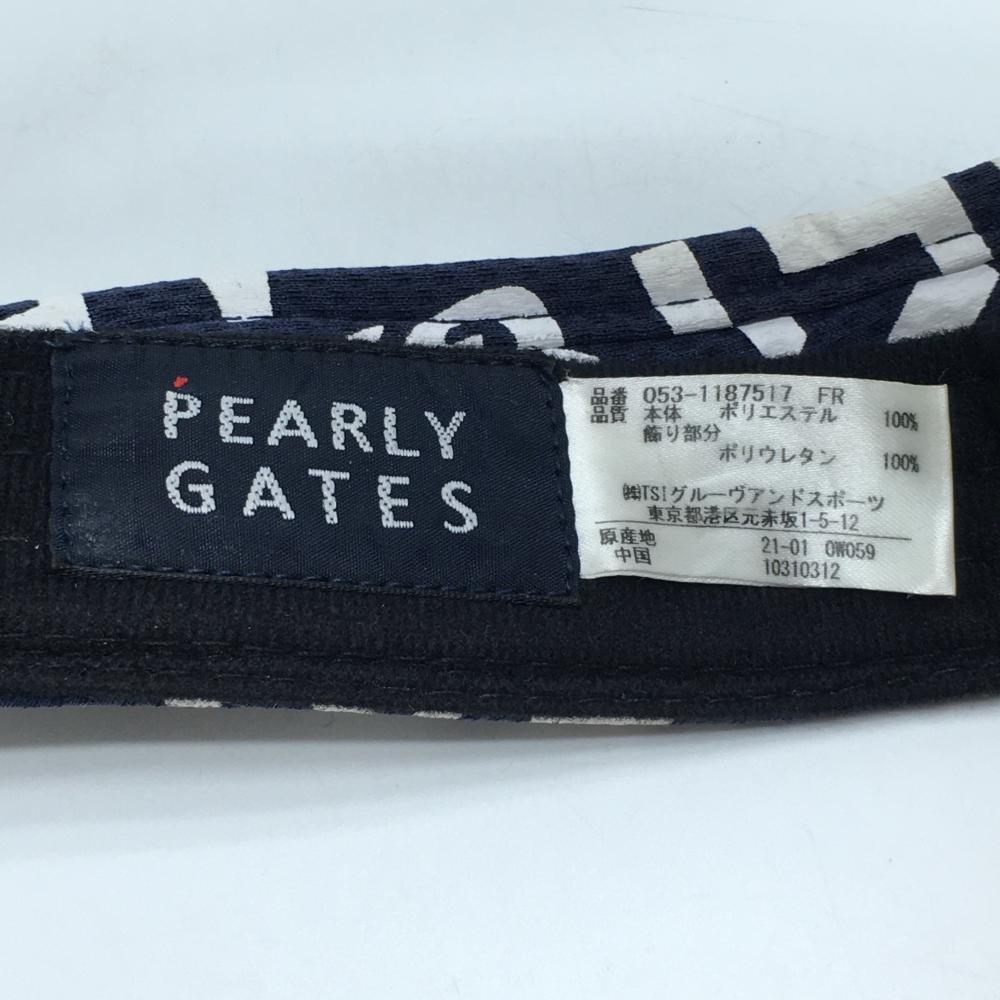 PEARLY
GATES
品番 053-1187517 FR
品質 本体 ポリエステル 100%
飾り部分
ポリウレタン 100%
㈱TSIグルーヴアンドスポーツ
東京都港区元赤坂1-5-12
原産地 21-01 0W059
中国 10310312